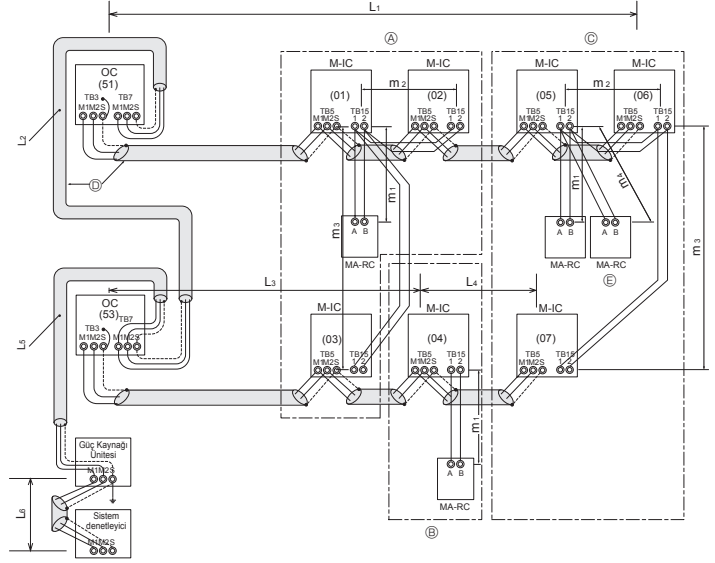 L1
A
C
M-IC
M-IC
M-IC
M-IC
OC
(51)
TB3
TB7
M1M2S
M1M2S
(01)
m2
(02)
(05)
m2
(06)
TB5
M1M2S
TB15
1 2
TB5
M1M2S
TB15
1 2
TB5
M1M2S
TB15
1 2
TB5
M1M2S
TB15
1 2
L2
D
m1
m1
m4
m3
m3
A B
MA-RC
A B
MA-RC
A B
MA-RC
E
L3
L4
OC
(53)
TB3
TB7
M1M2S
M1M2S
M-IC
M-IC
M-IC
(03)
(04)
(07)
TB5
M1M2S
TB15
1 2
TB5
M1M2S
TB15
1 2
TB5
M1M2S
TB15
1 2
L5
m1
Güç Kaynağı
Ünitesi
M1M2S
A B
MA-RC
L6
Sistem
denetleyici
M1M2S
B